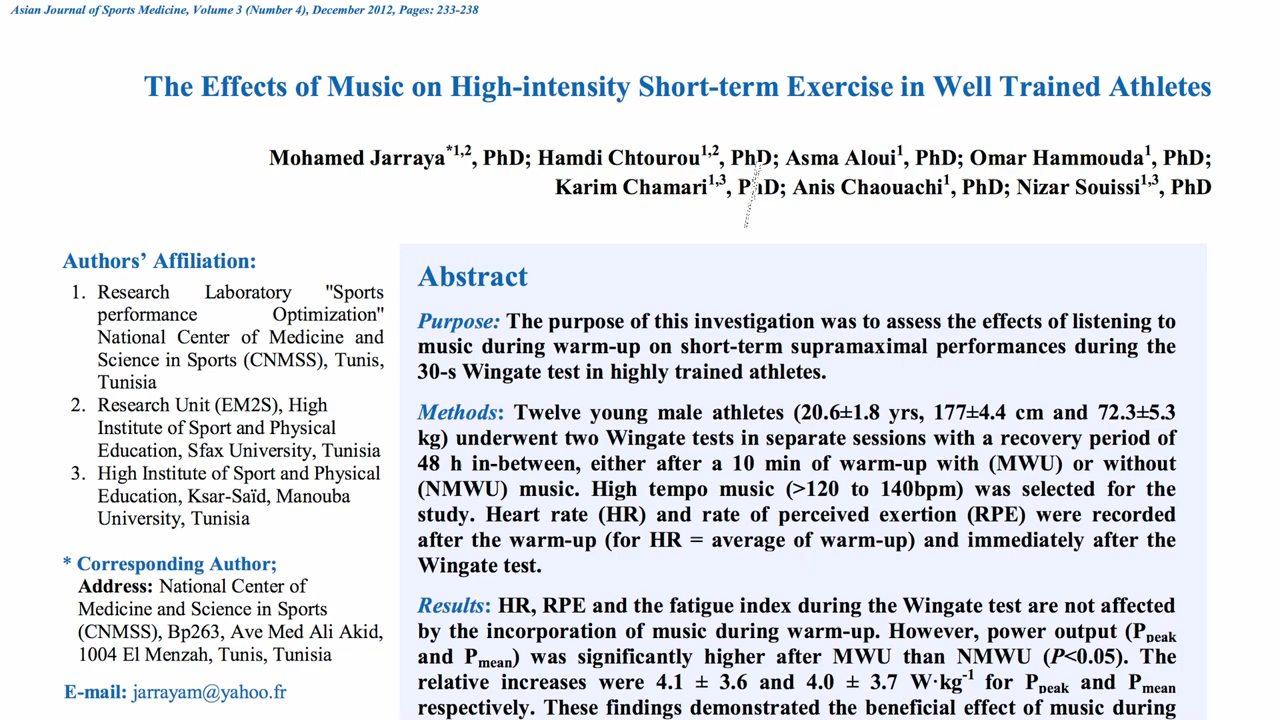 Asian Journal of Sports Medicine, Volume 3 (Number 4), December 2012, Pages: 233-238
The Effects of Music on High-intensity Short-term Exercise in Well Trained Athletes
Mohamed Jarraya*1,2, PhD; Hamdi Chtourou1,2, PhD; Asma Aloui1, PhD; Omar Hammouda1, PhD;
Karim Chamari1,3, PhD; Anis Chaouachi1, PhD; Nizar Souissi1,3, PhD
Authors’ Affiliation:
1. Research Laboratory "Sports
performance Optimization"
National Center of Medicine and
Science in Sports (CNMSS), Tunis,
Tunisia
2. Research Unit (EM2S), High
Institute of Sport and Physical
Education, Sfax University, Tunisia
3. High Institute of Sport and Physical
Education, Ksar-Saïd, Manouba
University, Tunisia
* Corresponding Author;
Address: National Center of
Medicine and Science in Sports
(CNMSS), Bp263, Ave Med Ali Akid,
1004 El Menzah, Tunis, Tunisia
E-mail: jarrayam@yahoo.fr
Abstract
Purpose: The purpose of this investigation was to assess the effects of listening to
music during warm-up on short-term supramaximal performances during the
30-s Wingate test in highly trained athletes.
Methods: Twelve young male athletes (20.6±1.8 yrs, 177±4.4 cm and 72.3±5.3
kg) underwent two Wingate tests in separate sessions with a recovery period of
48 h in-between, either after a 10 min of warm-up with (MWU) or without
(NMWU) music. High tempo music (>120 to 140bpm) was selected for the
study. Heart rate (HR) and rate of perceived exertion (RPE) were recorded
after the warm-up (for HR = average of warm-up) and immediately after the
Wingate test.
Results: HR, RPE and the fatigue index during the Wingate test are not affected
by the incorporation of music during warm-up. However, power output (Ppeak
and Pmean) was significantly higher after MWU than NMWU (P<0.05). The
relative increases were 4.1 ± 3.6 and 4.0 ± 3.7 W·kg-1 for Ppeak and Pmean
respectively. These findings demonstrated the beneficial effect of music during